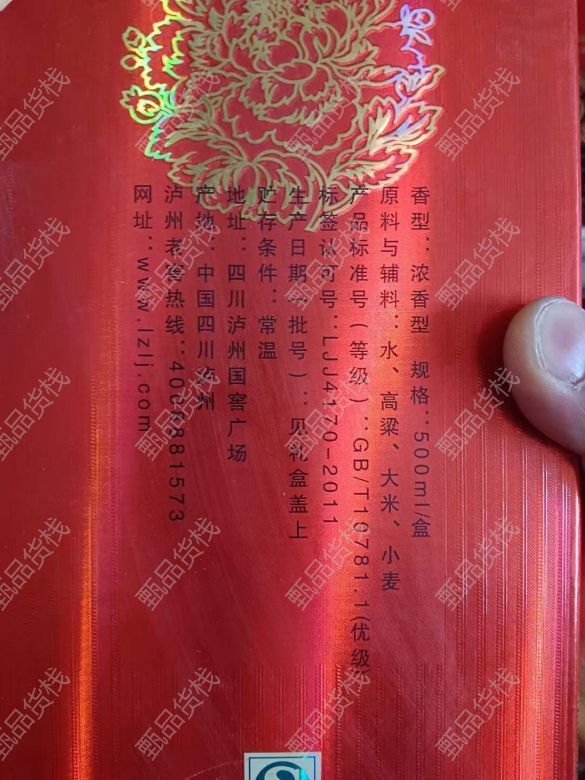 香型：浓香型 规格：500ml/盒
原料与辅料：水、高粱、大米、小麦
产品标准号（等级）：GB/T10781.1(优级)
标签认可号：LJJ4170-2011
生产日期（批号）：见礼盒盖上
贮存条件：常温
地址：四川泸州国窖广场
产地：中国四川泸州
泸州老窖热线：4008881573
网址：www.lzlj.com
甄品货栈